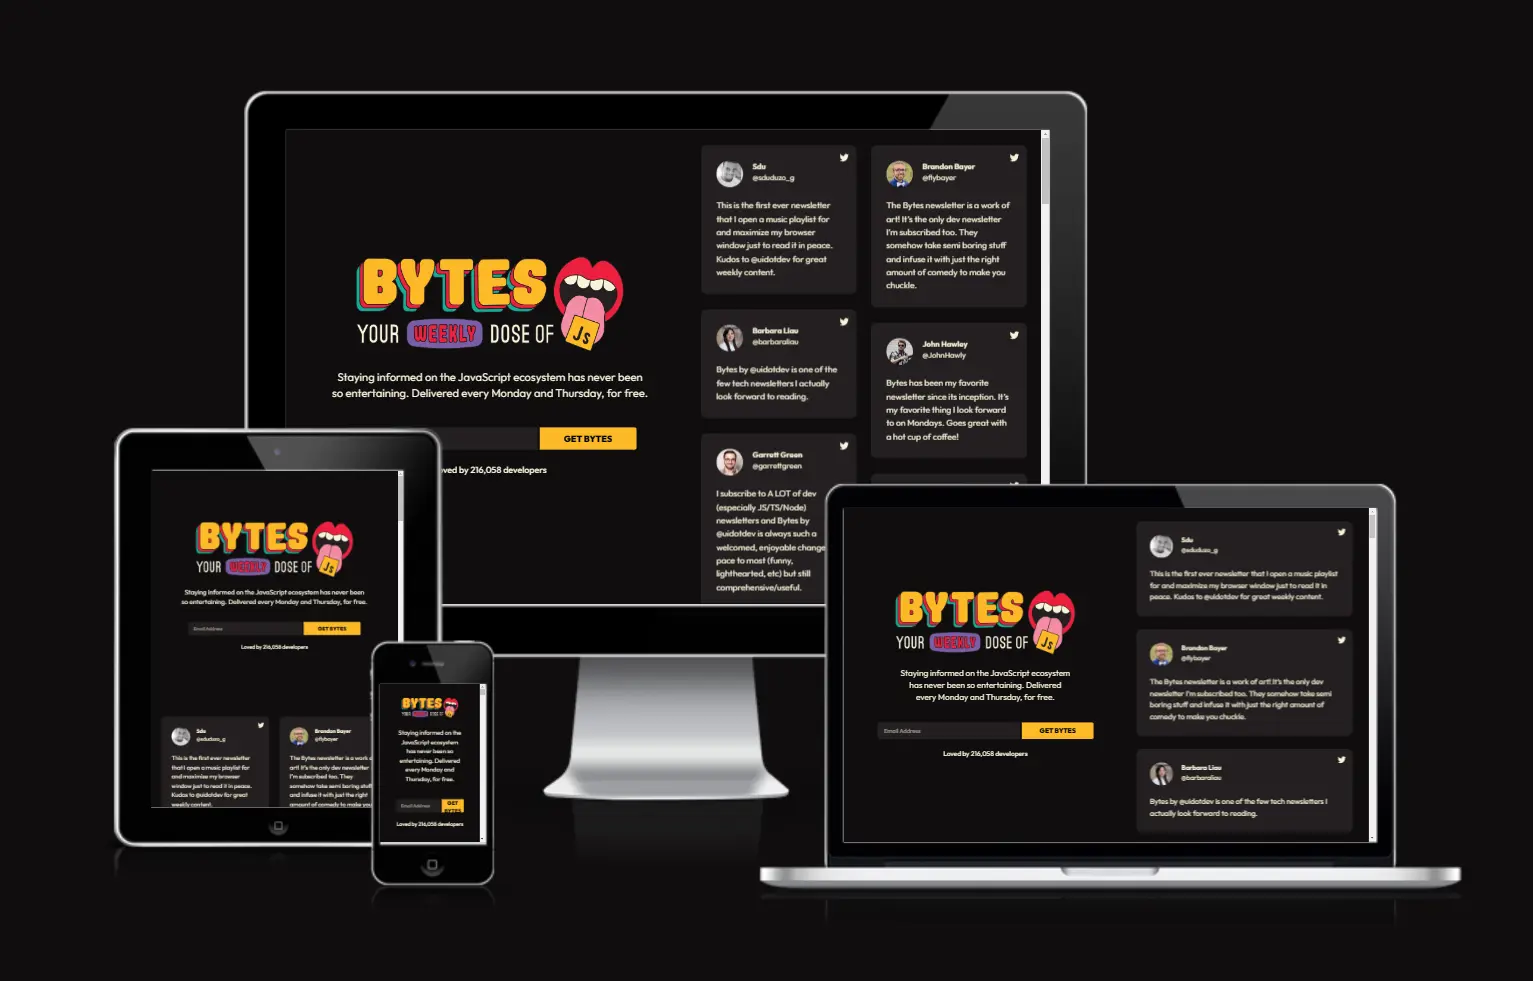 BYTES
YOUR WEEKLY DOSE OF JS
Staying informed on the JavaScript ecosystem has never been
so entertaining. Delivered every Monday and Thursday, for free.
GET BYTES
ved by 216,058 developers
Sdu
@sduduzo_g
This is the first ever newsletter
that I open a music playlist for
and maximize my browser
window just to read it in peace.
Kudos to @uidotdev for great
weekly content.
Barbara Liau
@barbaraliau
Bytes by @uidotdev is one of the
few tech newsletters I actually
look forward to reading.
Garrett Green
@garrettgreen
I subscribe to A LOT of dev
(especially JS/TS/Node)
newsletters and Bytes by
@uidotdev is always such a
welcomed, enjoyable change
pace to most (funny,
lighthearted, etc) but still
comprehensive/useful.
Brandon Bayer
@flybayer
The Bytes newsletter is a work of
art! It's the only dev newsletter
I'm subscribed too. They
somehow take semi boring stuff
and infuse it with just the right
amount of comedy to make you
chuckle.
John Hawley
@JohnHawly
Bytes has been my favorite
newsletter since its inception. It's
my favorite thing I look forward
to on Mondays. Goes great with
a hot cup of coffee!
BYTES
YOUR WEEKLY DOSE OF JS
Staying informed on the JavaScript ecosystem has never been
so entertaining. Delivered every Monday and Thursday, for free.
Email Address
GET BYTES
Loved by 216,058 developers
Sdu
@sduduzo_g
This is the first ever newsletter
that I open a music playlist for
and maximize my browser
window just to read it in peace.
Kudos to @uidotdev for great
weekly content.
Brandon Bayer
@flybayer
The Bytes newsletter is a work
art! It's the only dev newsletter
I'm subscribed too. They
somehow take semi boring stuff
and infuse it with just the right
amount of comedy to make you
BYTES
YOUR WEEKLY DOSE OF JS
Staying informed on the
JavaScript ecosystem
has never been so
entertaining. Delivered
every Monday and
Thursday, for free.
Email Address
GET
BYTES
Loved by 216,058 developers
BYTES
YOUR WEEKLY DOSE OF JS
Staying informed on the JavaScript ecosystem
has never been so entertaining. Delivered
every Monday and Thursday, for free.
Email Address
GET BYTES
Loved by 216,058 developers
Sdu
@sduduzo_g
This is the first ever newsletter that I open a music playlist
for and maximize my browser window just to read it in
peace. Kudos to @uidotdev for great weekly content.
Brandon Bayer
@flybayer
The Bytes newsletter is a work of art! It's the only dev
newsletter I'm subscribed too. They somehow take semi
boring stuff and infuse it with just the right amount of
comedy to make you chuckle.
Barbara Liau
@barbaraliau
Bytes by @uidotdev is one of the few tech newsletters I
actually look forward to reading.